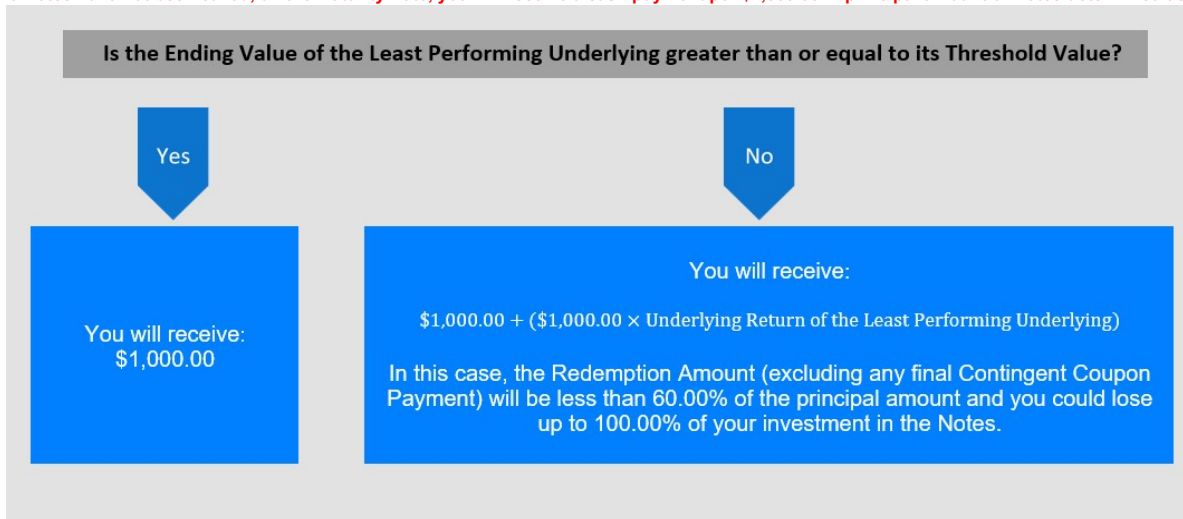 Is the Ending Value of the Least Performing Underlying greater than or equal to its Threshold Value?
Yes
No
You will receive:
$1,000.00
You will receive:
$1,000.00 + ($1,000.00 × Underlying Return of the Least Performing Underlying)
In this case, the Redemption Amount (excluding any final Contingent Coupon
Payment) will be less than 60.00% of the principal amount and you could lose
up to 100.00% of your investment in the Notes.